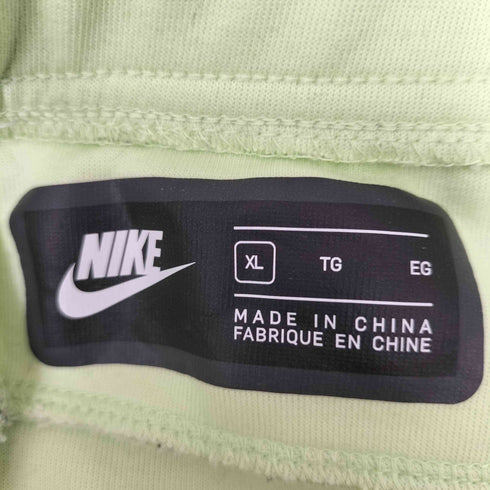 NIKE
XL TG EG
MADE IN CHINA
FABRIQUE EN CHINE